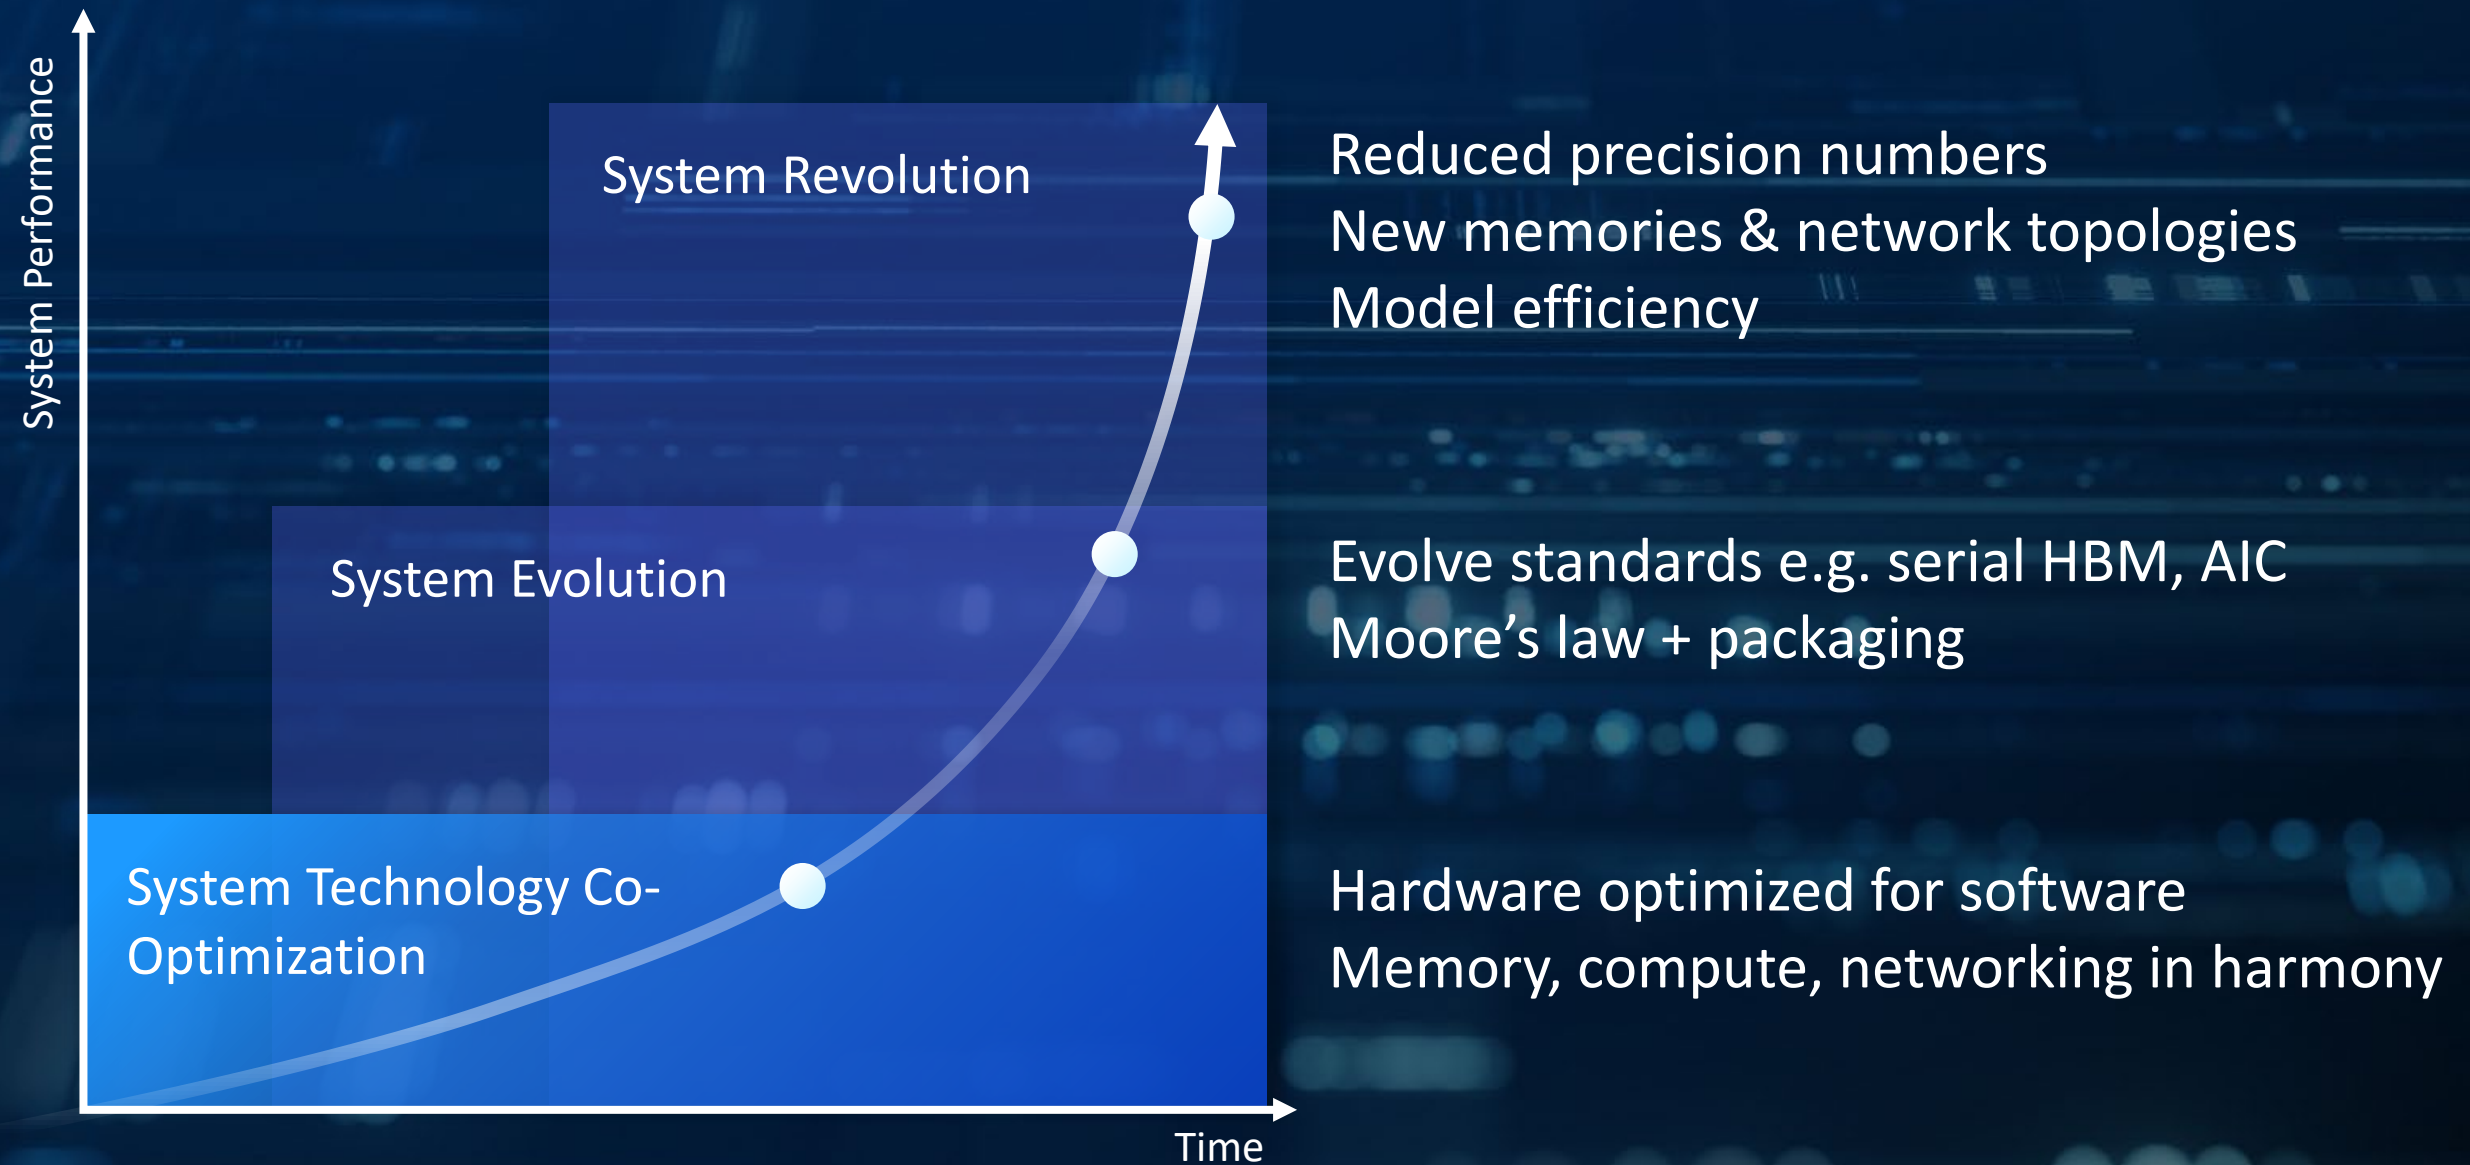 System Performance
System Revolution
Reduced precision numbers
New memories & network topologies
Model efficiency
System Evolution
Evolve standards e.g. serial HBM, AIC
Moore’s law + packaging
System Technology Co-
Optimization
Hardware optimized for software
Memory, compute, networking in harmony
Time